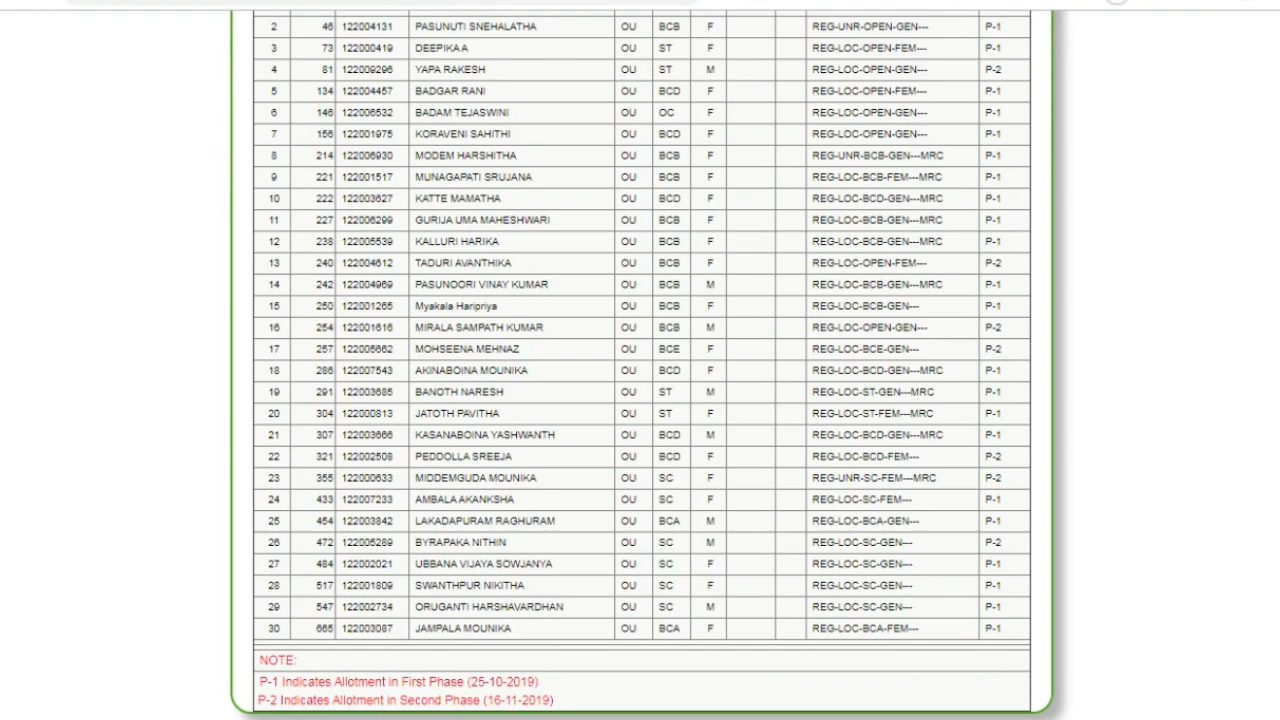 2 46 122004131 PASUNUTI SNEHALATHA OU BCB F REG-UNR-OPEN-GEN--- P-1
3 73 122000419 DEEPIKA A OU ST F REG-LOC-OPEN-FEM--- P-1
4 81 122009296 YAPA RAKESH OU ST M REG-LOC-OPEN-GEN--- P-2
5 134 122004457 BADGAR RANI OU BCD F REG-LOC-OPEN-FEM--- P-1
6 146 122006532 BADAM TEJASWINI OU OC F REG-LOC-OPEN-GEN--- P-1
7 156 122001975 KORAVENI SAHITHI OU BCD F REG-LOC-OPEN-GEN--- P-1
8 214 122006930 MODEM HARSHITHA OU BCB F REG-UNR-BCB-GEN---MRC P-1
9 221 122001517 MUNAGAPATI SRUJANA OU BCB F REG-LOC-BCB-FEM---MRC P-1
10 222 122003627 KATTE MAMATHA OU BCD F REG-LOC-BCD-GEN---MRC P-1
11 227 122006299 GURIJA UMA MAHESHWARI OU BCB F REG-LOC-BCB-GEN---MRC P-1
12 238 122005539 KALLURI HARIKA OU BCB F REG-LOC-BCB-GEN---MRC P-1
13 240 122004612 TADURI AVANTHIKA OU BCB F REG-LOC-OPEN-FEM--- P-2
14 242 122004969 PASUNOORI VINAY KUMAR OU BCB M REG-LOC-BCB-GEN---MRC P-1
15 250 122001265 Myakala Haripriya OU BCB F REG-LOC-BCB-GEN--- P-1
16 254 122001616 MIRALA SAMPATH KUMAR OU BCB M REG-LOC-OPEN-GEN--- P-2
17 257 122005662 MOHSEENA MEHNAZ OU BCE F REG-LOC-BCE-GEN--- P-2
18 286 122007543 AKINABOINA MOUNIKA OU BCD F REG-LOC-BCD-GEN---MRC P-1
19 291 122003685 BANOTH NARESH OU ST M REG-LOC-ST-GEN---MRC P-1
20 304 122000813 JATOTH PAVITHA OU ST F REG-LOC-ST-FEM---MRC P-1
21 307 122003666 KASANABOINA YASHWANTH OU BCD M REG-LOC-BCD-GEN---MRC P-1
22 321 122002508 PEDDOLLA SREEJA OU BCD F REG-LOC-BCD-FEM--- P-2
23 355 122000633 MIDDEMGUDA MOUNIKA OU SC F REG-UNR-SC-FEM---MRC P-2
24 433 122007233 AMBALA AKANKSHA OU SC F REG-LOC-SC-FEM--- P-1
25 454 122003842 LAKADAPURAM RAGHURAM OU BCA M REG-LOC-BCA-GEN--- P-1
26 472 122005289 BYRAPAKA NITHIN OU SC M REG-LOC-SC-GEN--- P-2
27 484 122002021 UBBANA VIJAYA SOWJANYA OU SC F REG-LOC-SC-GEN--- P-1
28 517 122001809 SWANTHPUR NIKITHA OU SC F REG-LOC-SC-GEN--- P-1
29 547 122002734 ORUGANTI HARSHAVARDHAN OU SC M REG-LOC-SC-GEN--- P-1
30 665 122003087 JAMPALA MOUNIKA OU BCA F REG-LOC-BCA-FEM--- P-1
NOTE:
P-1 Indicates Allotment in First Phase (25-10-2019)
P-2 Indicates Allotment in Second Phase (16-11-2019)